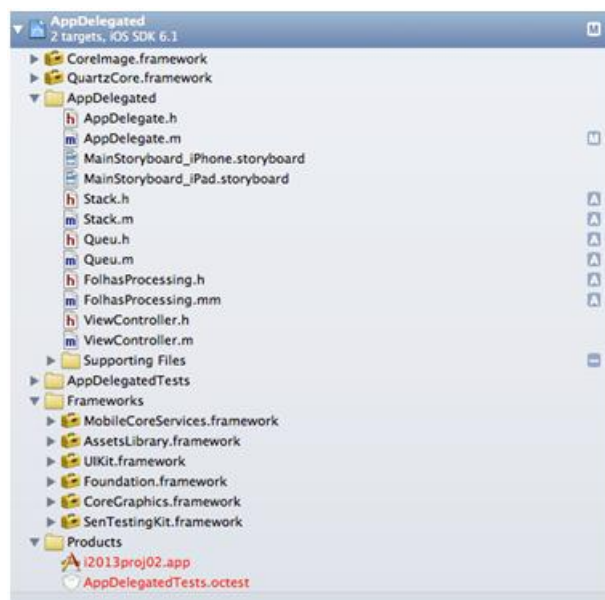 AppDelegated
M
2 targets, iOS SDK 6.1
CoreImage.framework
QuartzCore.framework
AppDelegated
h AppDelegate.h
m AppDelegate.m M
MainStoryboard_iPhone.storyboard
MainStoryboard_iPad.storyboard
h Stack.h A
m Stack.m A
h Queu.h A
m Queu.m A
h FolhasProcessing.h A
m FolhasProcessing.mm A
h ViewController.h
m ViewController.m
Supporting Files
AppDelegatedTests
Frameworks
MobileCoreServices.framework
AssetsLibrary.framework
UIKit.framework
Foundation.framework
CoreGraphics.framework
SenTestingKit.framework
Products
i2013proj02.app
AppDelegatedTests.octest